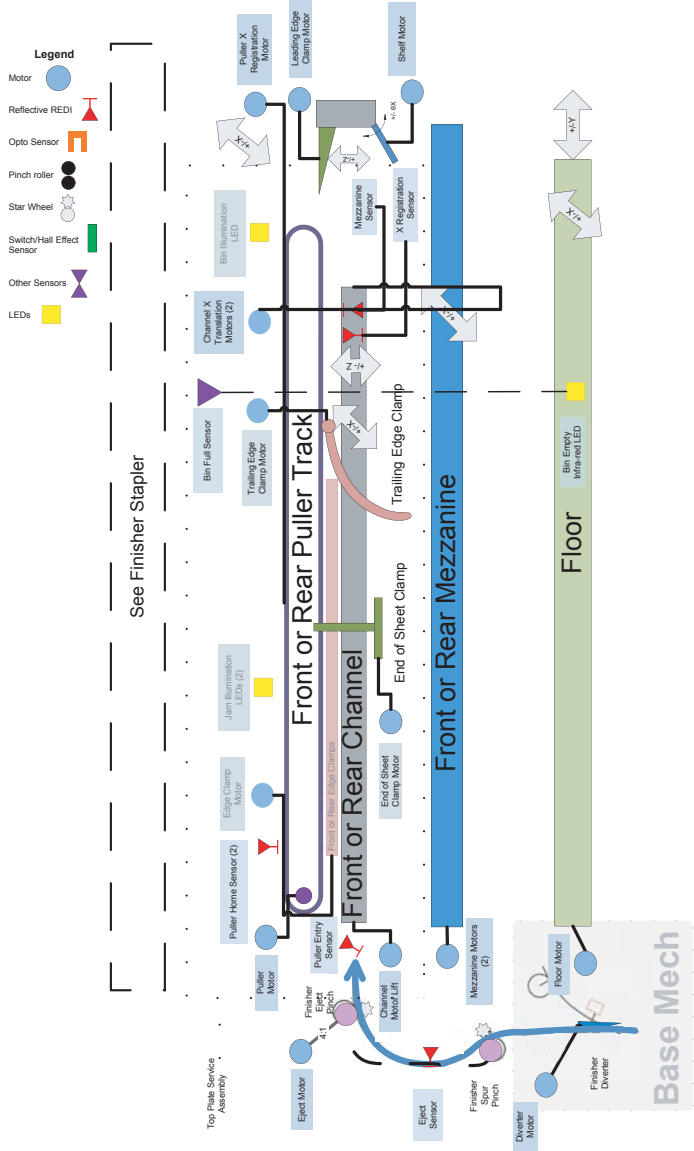 Legend
Motor
Reflective REDI
Opto Sensor
Pinch roller
Star Wheel
Switch/Hall Effect
Sensor
Other Sensors
LEDs
See Finisher Stapler
Puller X
Registration
Motor
Leading Edge
Clamp Motor
Shelf Motor
X-/+
Z-/+
+/- θX
+/-Y
X-/+
Bin Illumination
LED
Mezzanine
Sensor
X Registration
Sensor
Channel X
Translation
Motors (2)
X-/+
Z -/+
X-/+
Bin Full Sensor
Trailing Edge
Clamp Motor
Trailing Edge Clamp
Bin Empty
Infra-red LED
Front or Rear Puller Track
Front or Rear Channel
Front or Rear Mezzanine
Floor
End of Sheet Clamp
Jam Illumination
LEDs (2)
End of Sheet
Clamp Motor
Edge Clamp
Motor
Front or Rear Edge Clamps
Puller Home Sensor (2)
Puller
Motor
Puller Entry
Sensor
Channel
Motor Lift
Mezzanine Motors
(2)
Floor Motor
Finisher
Eject
Pinch
4:1
Top Plate Service
Assembly
Eject Motor
Eject
Sensor
Finisher
Spur
Pinch
Diverter
Motor
Finisher
Diverter
Base Mech